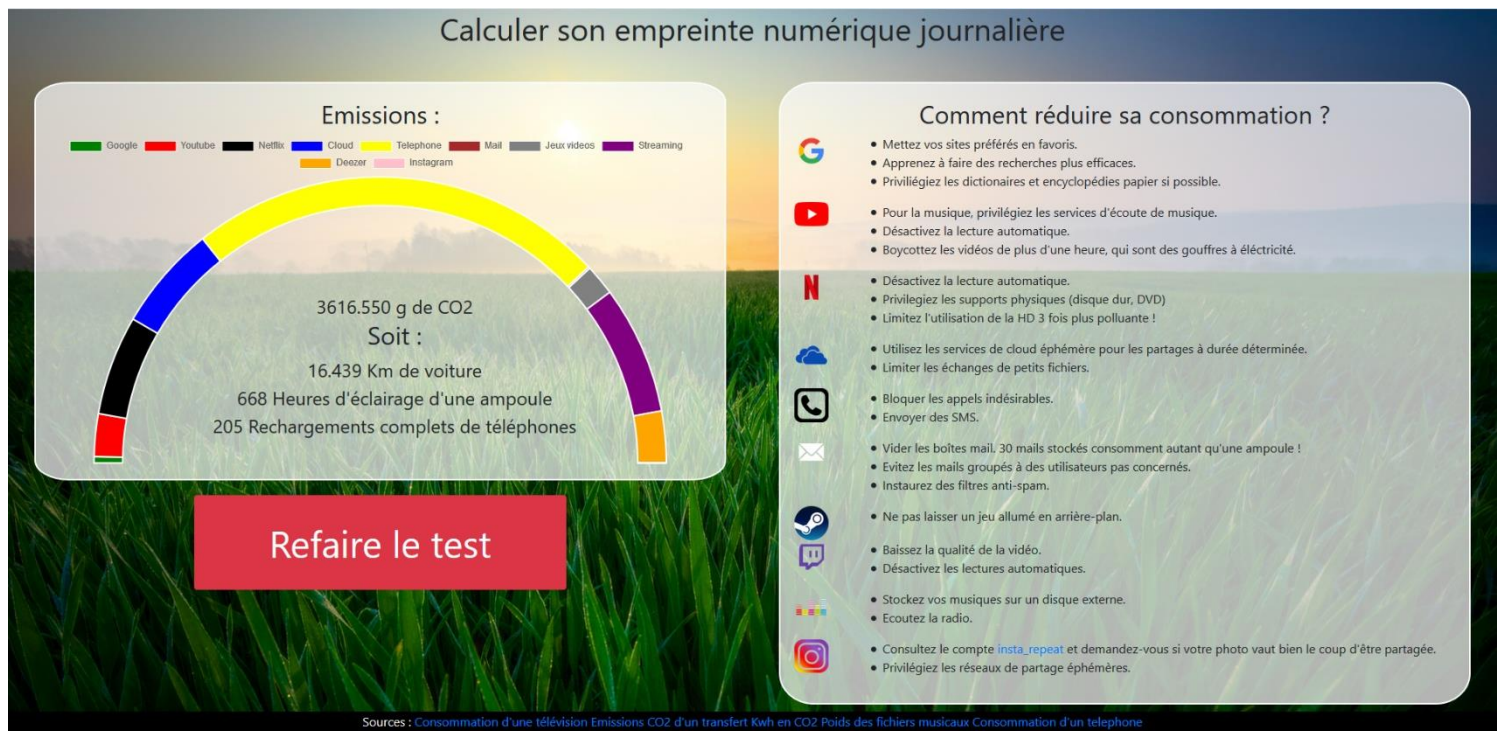 Calculer son empreinte numérique journalière
Emissions :
Google Youtube Netflix Cloud Telephone Mail Jeux videos Streaming
Deezer Instagram
3616.550 g de CO2
Soit :
16.439 Km de voiture
668 Heures d'éclairage d'une ampoule
205 Rechargements complets de téléphones
Refaire le test
Comment réduire sa consommation ?
• Mettez vos sites préférés en favoris.
• Apprenez à faire des recherches plus efficaces.
• Priviliégiez les dictionaires et encyclopédies papier si possible.
• Pour la musique, privilégiez les services d'écoute de musique.
• Désactivez la lecture automatique.
• Boycottez les vidéos de plus d'une heure, qui sont des gouffres à éléctricité.
N
• Désactivez la lecture automatique.
• Privilegiez les supports physiques (disque dur, DVD)
• Limitez l'utilisation de la HD 3 fois plus polluante !
• Utilisez les services de cloud éphémère pour les partages à durée déterminée.
• Limiter les échanges de petits fichiers.
• Bloquer les appels indésirables.
• Envoyer des SMS.
• Vider les boîtes mail. 30 mails stockés consomment autant qu'une ampoule !
• Evitez les mails groupés à des utilisateurs pas concernés.
• Instaurez des filtres anti-spam.
• Ne pas laisser un jeu allumé en arrière-plan.
• Baissez la qualité de la vidéo.
• Désactivez les lectures automatiques.
• Stockez vos musiques sur un disque externe.
• Ecoutez la radio.
• Consultez le compte insta_repeat et demandez-vous si votre photo vaut bien le coup d'être partagée.
• Privilégiez les réseaux de partage éphémères.
Sources : Consommation d'une télévision Emissions CO2 d'un transfert Kwh en CO2 Poids des fichiers musicaux Consommation d'un telephone